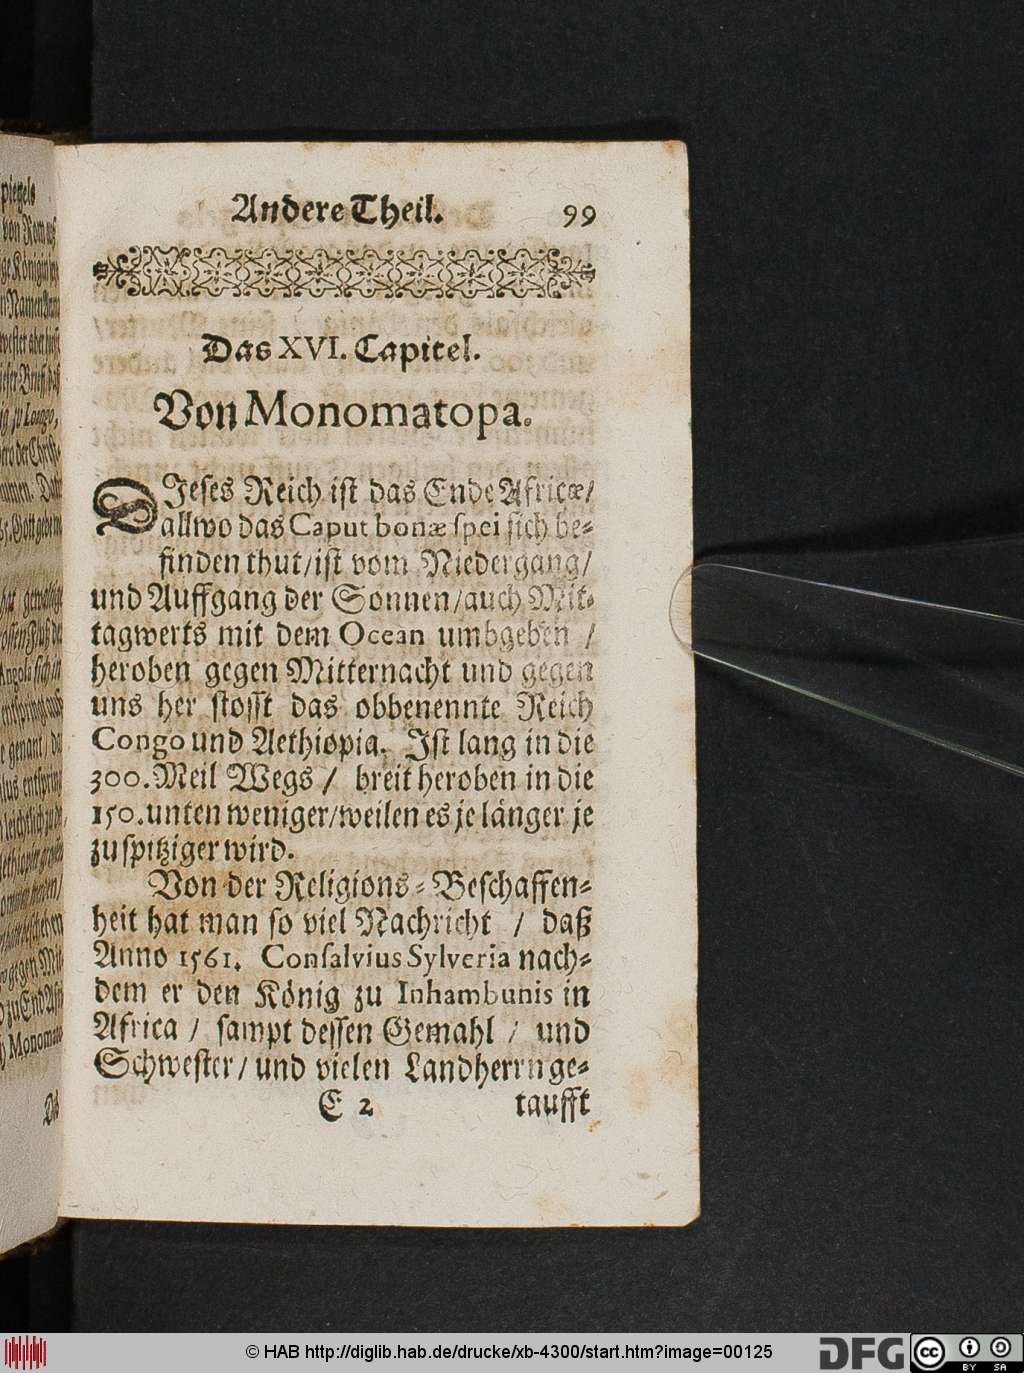 Andere Theil. 99
Das XVI. Capitel.
Von Monomatopa.
DIeses Reich ist das Ende Africæ/
allwo das Caput bonæ spei sich be⸗
finden thut/ist vom Niedergang/
und Auffgang der Sonnen/auch Mit⸗
tagwerts mit dem Ocean umbgeben /
heroben gegen Mitternacht und gegen
uns her stosst das obbenennte Reich
Congo und Aethiopia. Ist lang in die
300. Meil Wegs / breit heroben in die
150. unten weniger/weilen es je länger je
zu spitziger wird.
Von der Religions⸗Beschaffen⸗
heit hat man so viel Nachricht / daß
Anno 1561. Consalvius Sylveria nach⸗
dem er den König zu Inhambunis in
Africa / sampt dessen Gemahl / und
Schwester/ und vielen Landherrn ge⸗
E 2 taufft
© HAB http://diglib.hab.de/drucke/xb-4300/start.htm?image=00125
DFG
cc BY SA